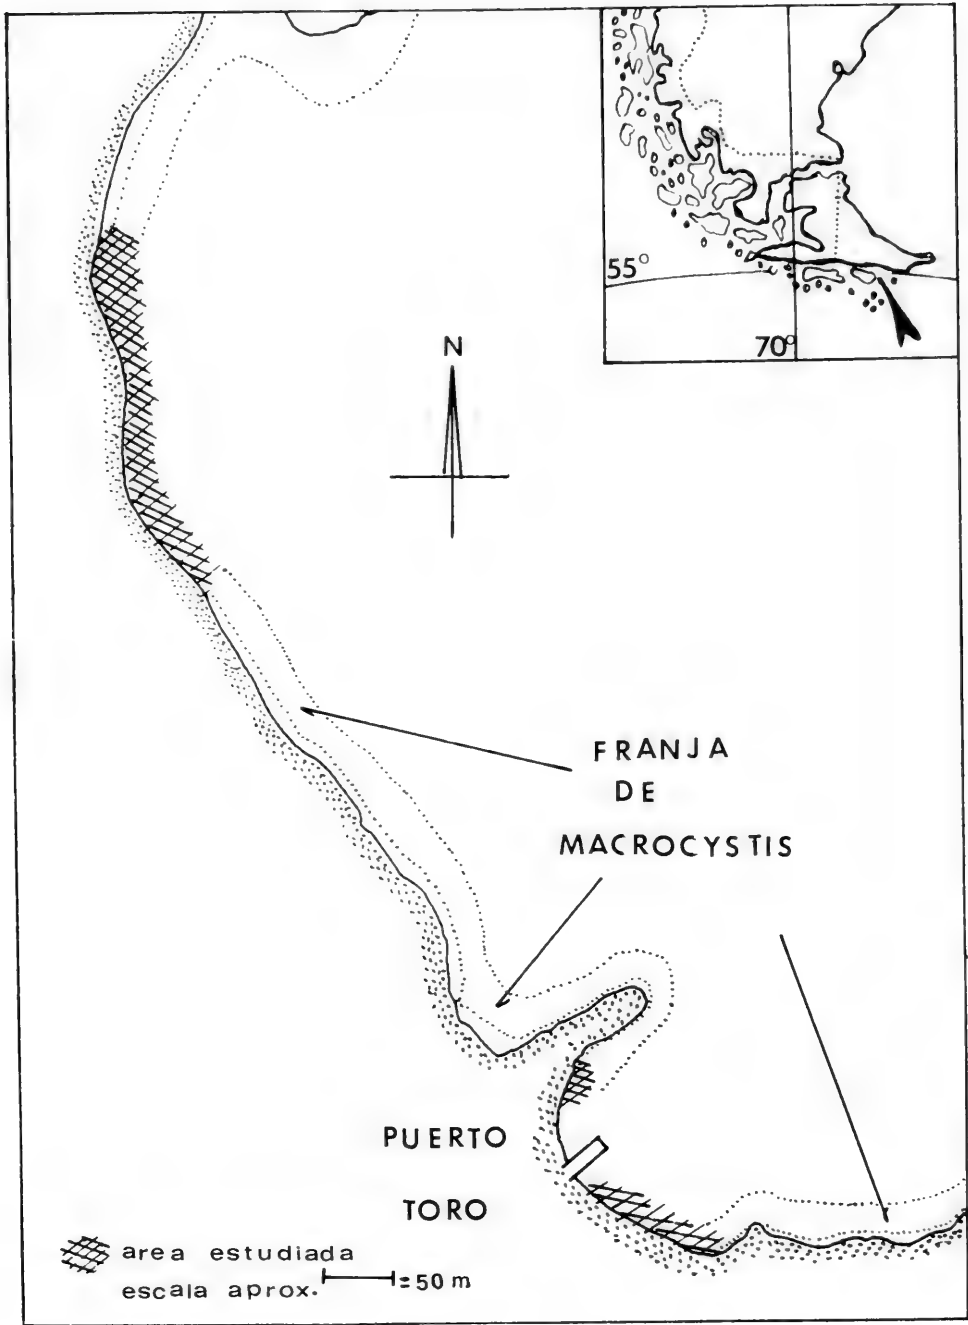 55°
70°
N
FRANJA
DE
MACROCYSTIS
PUERTO
TORO
area estudiada
escala aprox. = 50 m